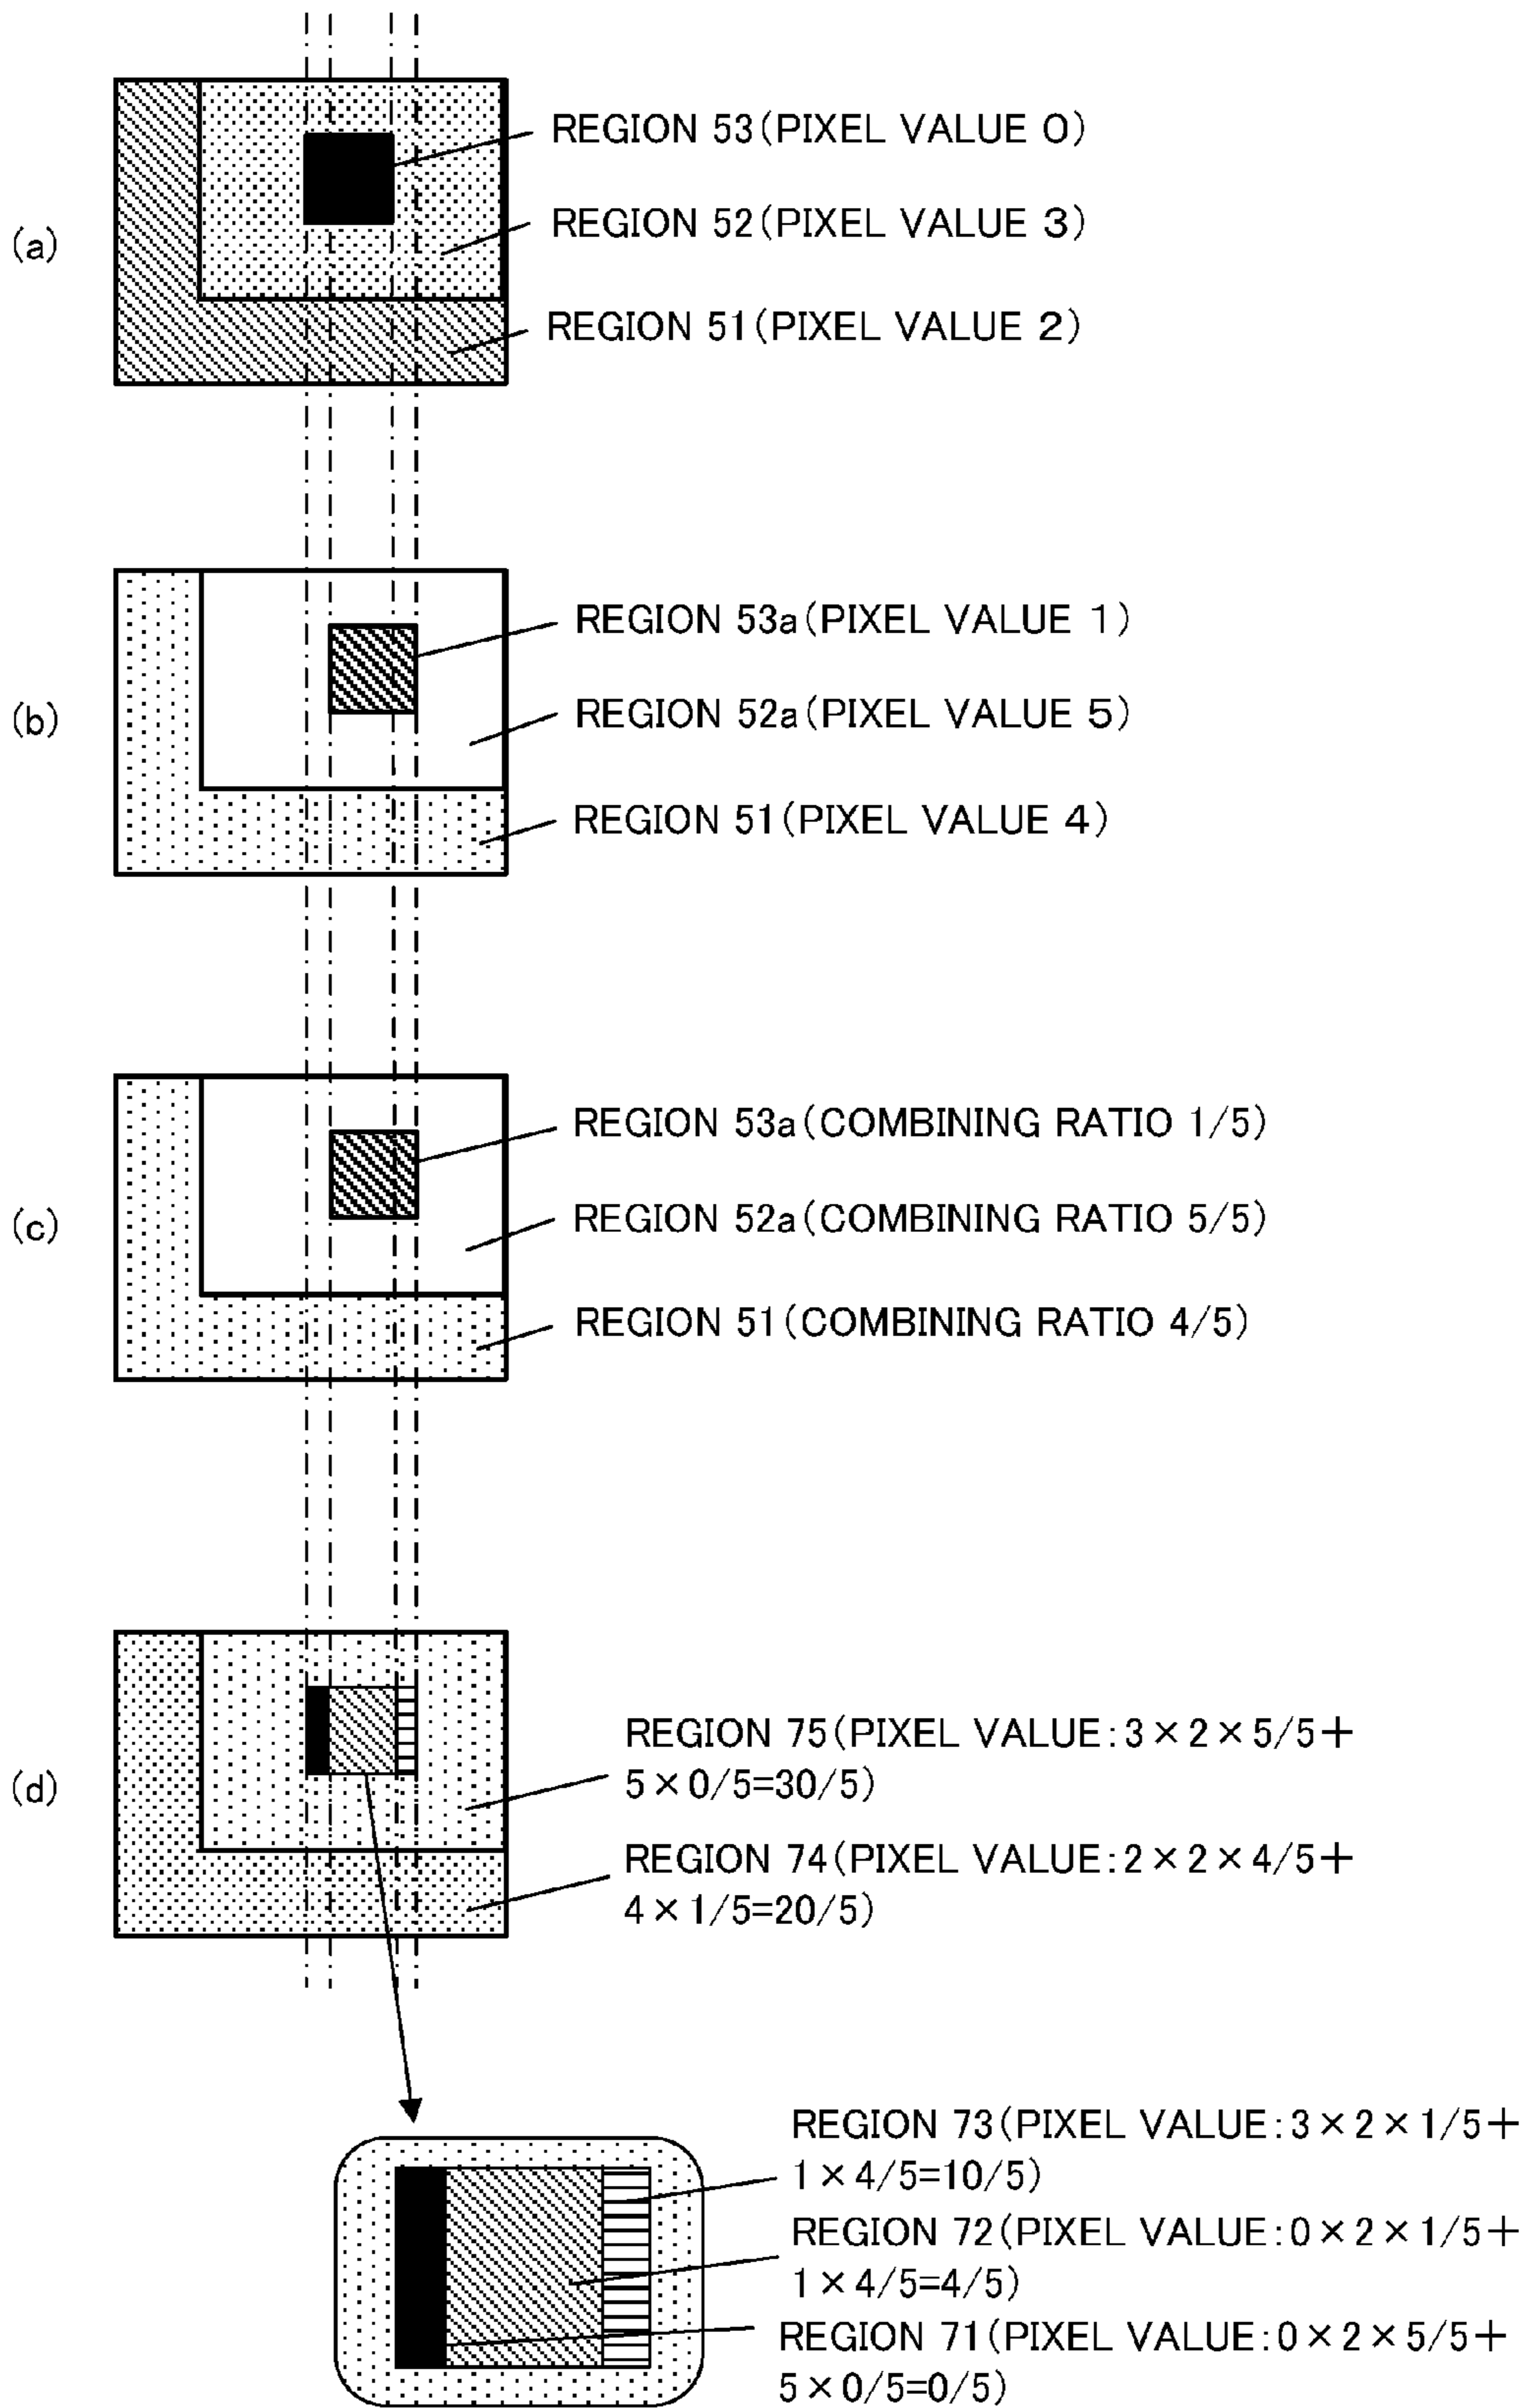 (a)
REGION 53(PIXEL VALUE 0)
REGION 52(PIXEL VALUE 3)
REGION 51(PIXEL VALUE 2)
(b)
REGION 53a(PIXEL VALUE 1)
REGION 52a(PIXEL VALUE 5)
REGION 51(PIXEL VALUE 4)
(c)
REGION 53a(COMBINING RATIO 1/5)
REGION 52a(COMBINING RATIO 5/5)
REGION 51(COMBINING RATIO 4/5)
(d)
REGION 75(PIXEL VALUE:3×2×5/5+
5×0/5=30/5)
REGION 74(PIXEL VALUE:2×2×4/5+
4×1/5=20/5)
REGION 73(PIXEL VALUE:3×2×1/5+
1×4/5=10/5)
REGION 72(PIXEL VALUE:0×2×1/5+
1×4/5=4/5)
REGION 71(PIXEL VALUE:0×2×5/5+
5×0/5=0/5)